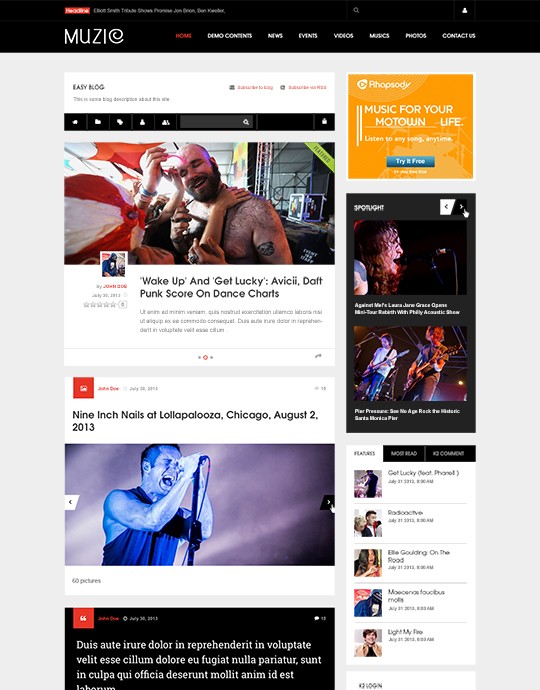 Headline Elliott Smith Tribute Shows Promise Jon Brion, Ben Kweller,
MUZIC
HOME DEMO CONTENTS NEWS EVENTS VIDEOS MUSICS PHOTOS CONTACT US
EASY BLOG
Subscribe to blog Subscribe via RSS
This is some blog description about this site
FEATURED
'Wake Up' And 'Get Lucky': Avicii, Daft
Punk Score On Dance Charts
by JOHN DOE
July 30, 2013
0
Ut enim ad minim veniam, quis nostrud exercitation ullamco laboris nisi
ut aliquip ex ea commodo consequat. Duis aute irure dolor in reprehen-
derit in voluptate velit esse cillum
John Doe July 30, 2013 15
Nine Inch Nails at Lollapalooza, Chicago, August 2,
2013
60 pictures
John Doe July 30, 2013 15
Duis aute irure dolor in reprehenderit in voluptate
velit esse cillum dolore eu fugiat nulla pariatur, sunt
in culpa qui officia deserunt mollit anim id est
laborum
Rhapsody
MUSIC FOR YOUR
MOTOWN LIFE.
Listen to any song, anytime.
Try It Free
SPOTLIGHT
Against Me!'s Laura Jane Grace Opens
Mini-Tour Rebirth With Philly Acoustic Show
Pier Pressure: See No Age Rock the Historic
Santa Monica Pier
FEATURES MOST READ K2 COMMENT
Get Lucky (feat. Pharrell )
July 31 2013, 8:00 AM
Radioactive
July 31 2013, 8:00 AM
Ellie Goulding: On The
Road
July 31 2013, 8:00 AM
Maecenas faucibus
mollis
July 31 2013, 8:00 AM
Light My Fire
July 31 2013, 8:00 AM
K2 LOGIN